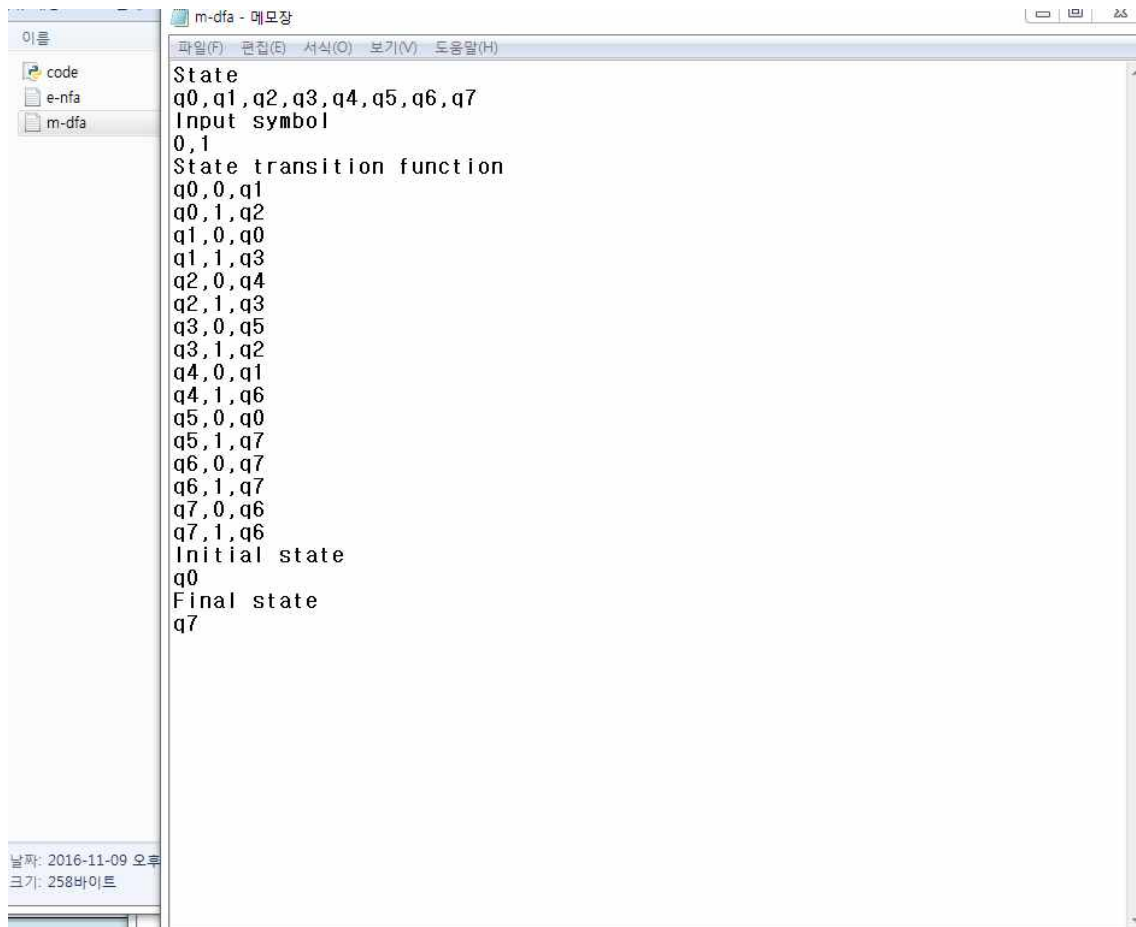 이름
code
e-nfa
m-dfa
날짜: 2016-11-09 오후
크기: 258바이트
m-dfa - 메모장
파일(F) 편집(E) 서식(O) 보기(V) 도움말(H)
State
q0,q1,q2,q3,q4,q5,q6,q7
Input symbol
0,1
State transition function
q0,0,q1
q0,1,q2
q1,0,q0
q1,1,q3
q2,0,q4
q2,1,q3
q3,0,q5
q3,1,q2
q4,0,q1
q4,1,q6
q5,0,q0
q5,1,q7
q6,0,q7
q6,1,q7
q7,0,q6
q7,1,q6
Initial state
q0
Final state
q7